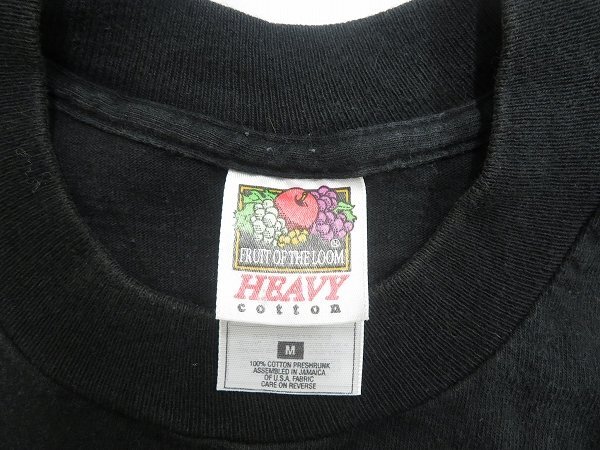 FRUIT OF THE LOOM
HEAVY
cotton
M
100% COTTON PRESHRUNK
ASSEMBLED IN JAMAICA
OF U.S.A. FABRIC
CARE ON REVERSE